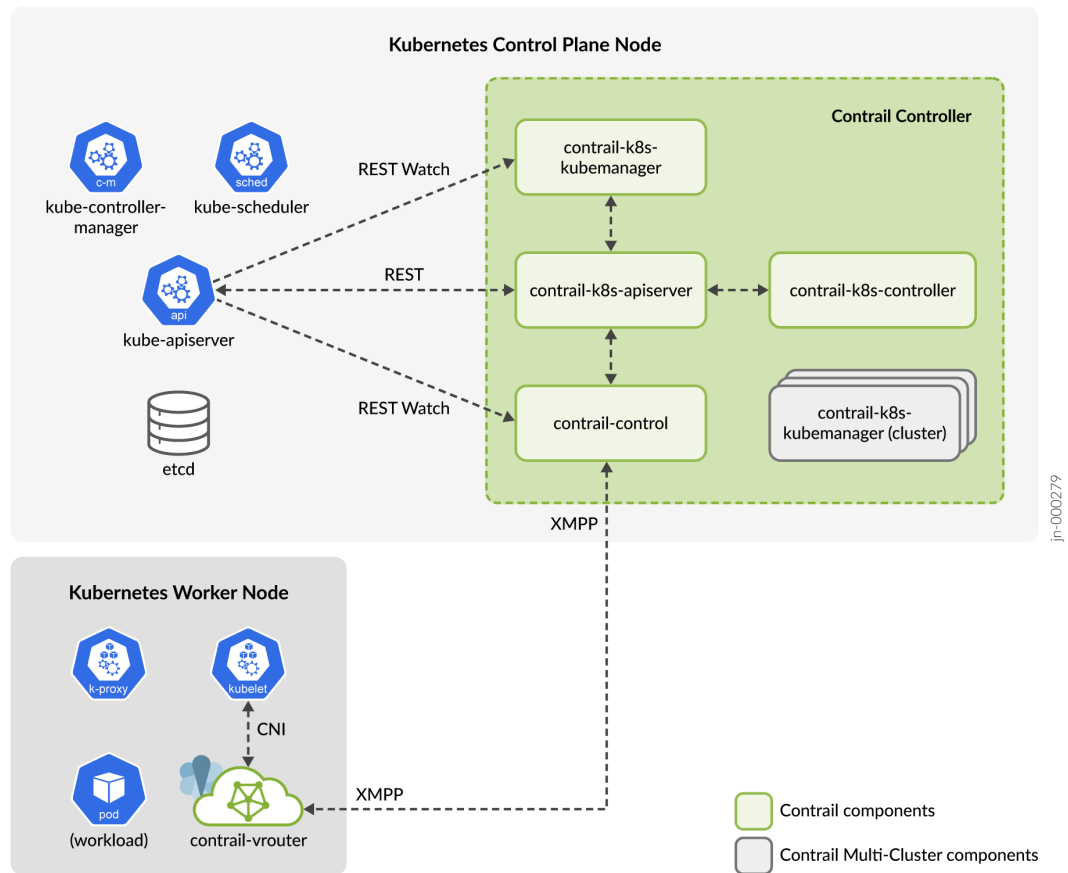 Kubernetes Control Plane Node
Contrail Controller
c-m
kube-controller-
manager
sched
kube-scheduler
REST Watch
contrail-k8s-
kubemanager
api
kube-apiserver
REST
contrail-k8s-apiserver
contrail-k8s-controller
etcd
REST Watch
contrail-control
contrail-k8s-
kubemanager (cluster)
XMPP
jn-000279
Kubernetes Worker Node
k-proxy
kubelet
CNI
pod
(workload)
contrail-vrouter
XMPP
Contrail components
Contrail Multi-Cluster components